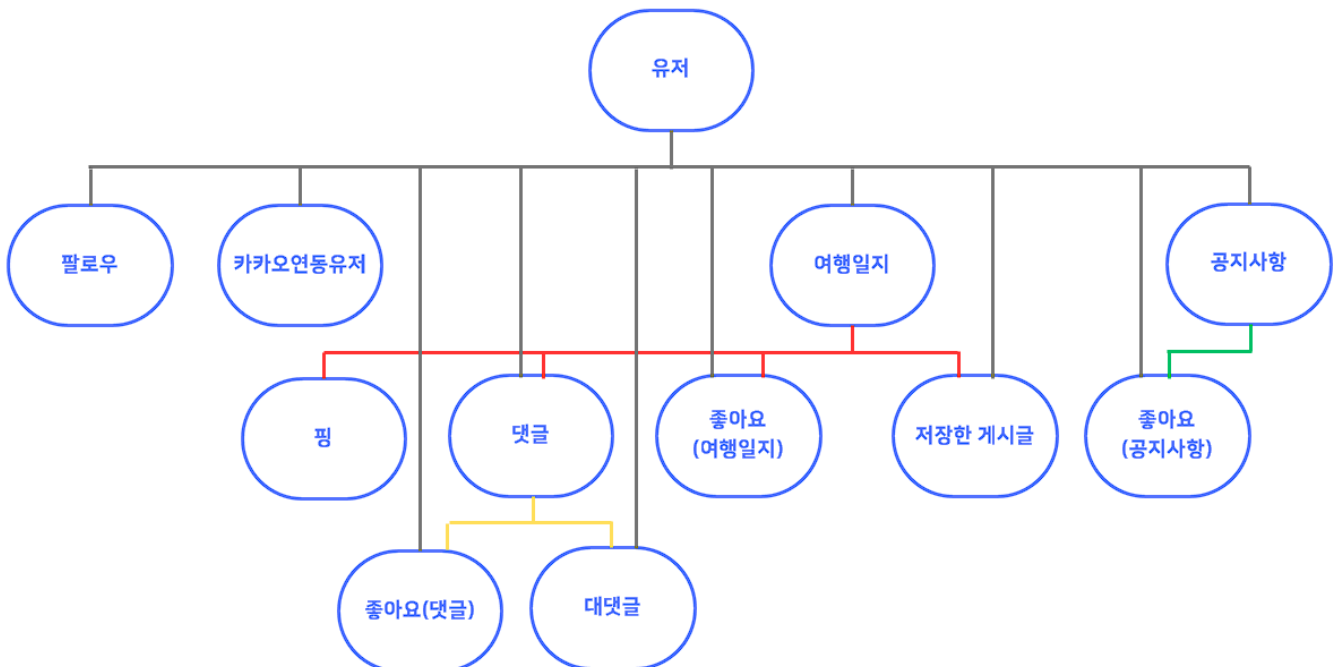 유저
팔로우
카카오연동유저
여행일지
공지사항
핑
댓글
좋아요
(여행일지)
저장한 게시글
좋아요
(공지사항)
좋아요(댓글)
대댓글